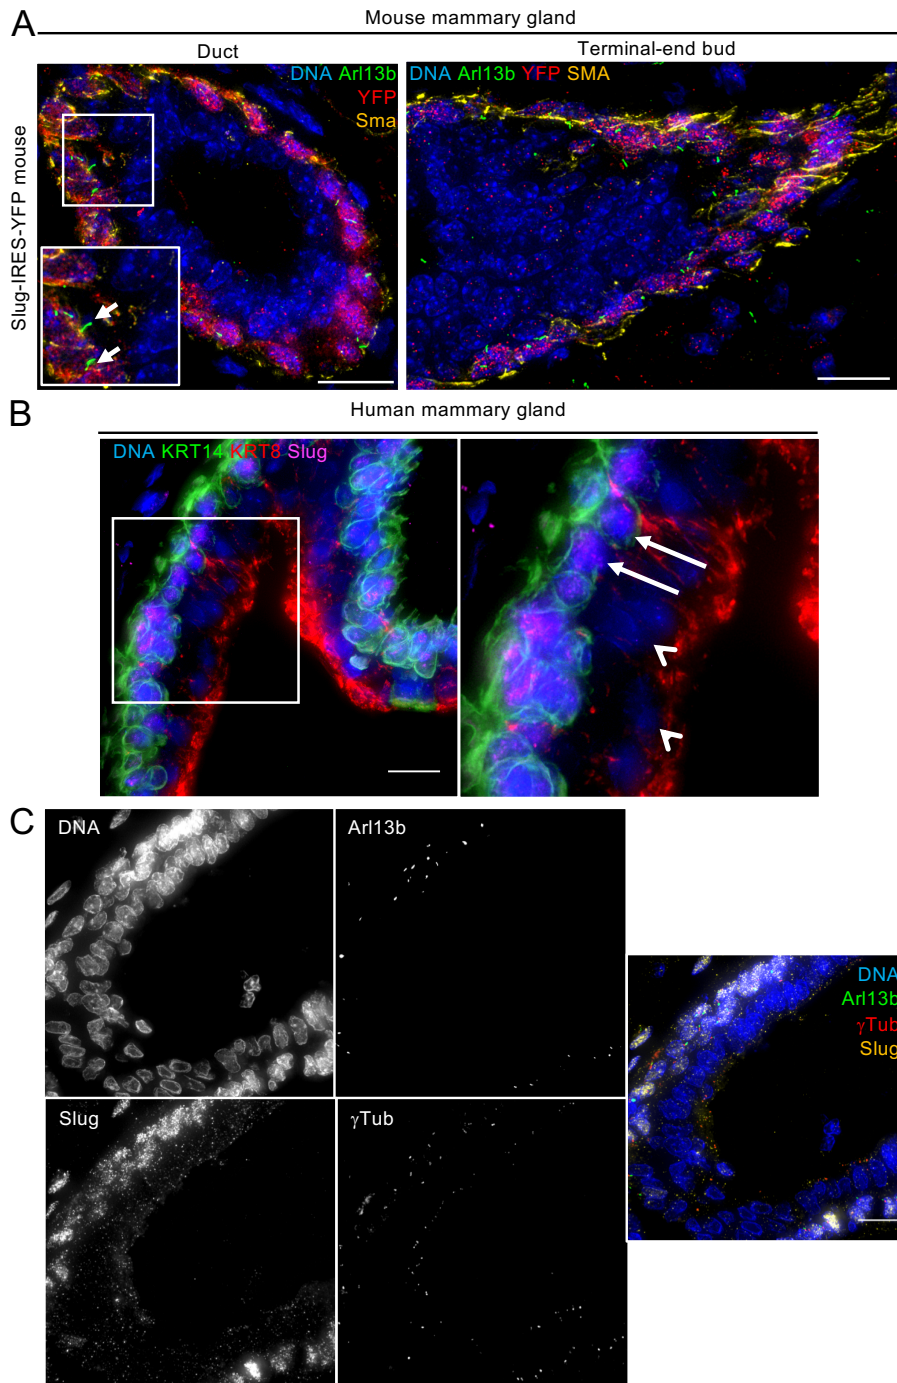 A
Mouse mammary gland
Duct
Terminal-end bud
Slug-IRES-YFP mouse
DNA Arl13b
YFP
Sma
DNA Arl13b YFP SMA
B
Human mammary gland
DNA KRT14 KRT8 Slug
C
DNA
Arl13b
Slug
γTub
DNA
Arl13b
γTub
Slug